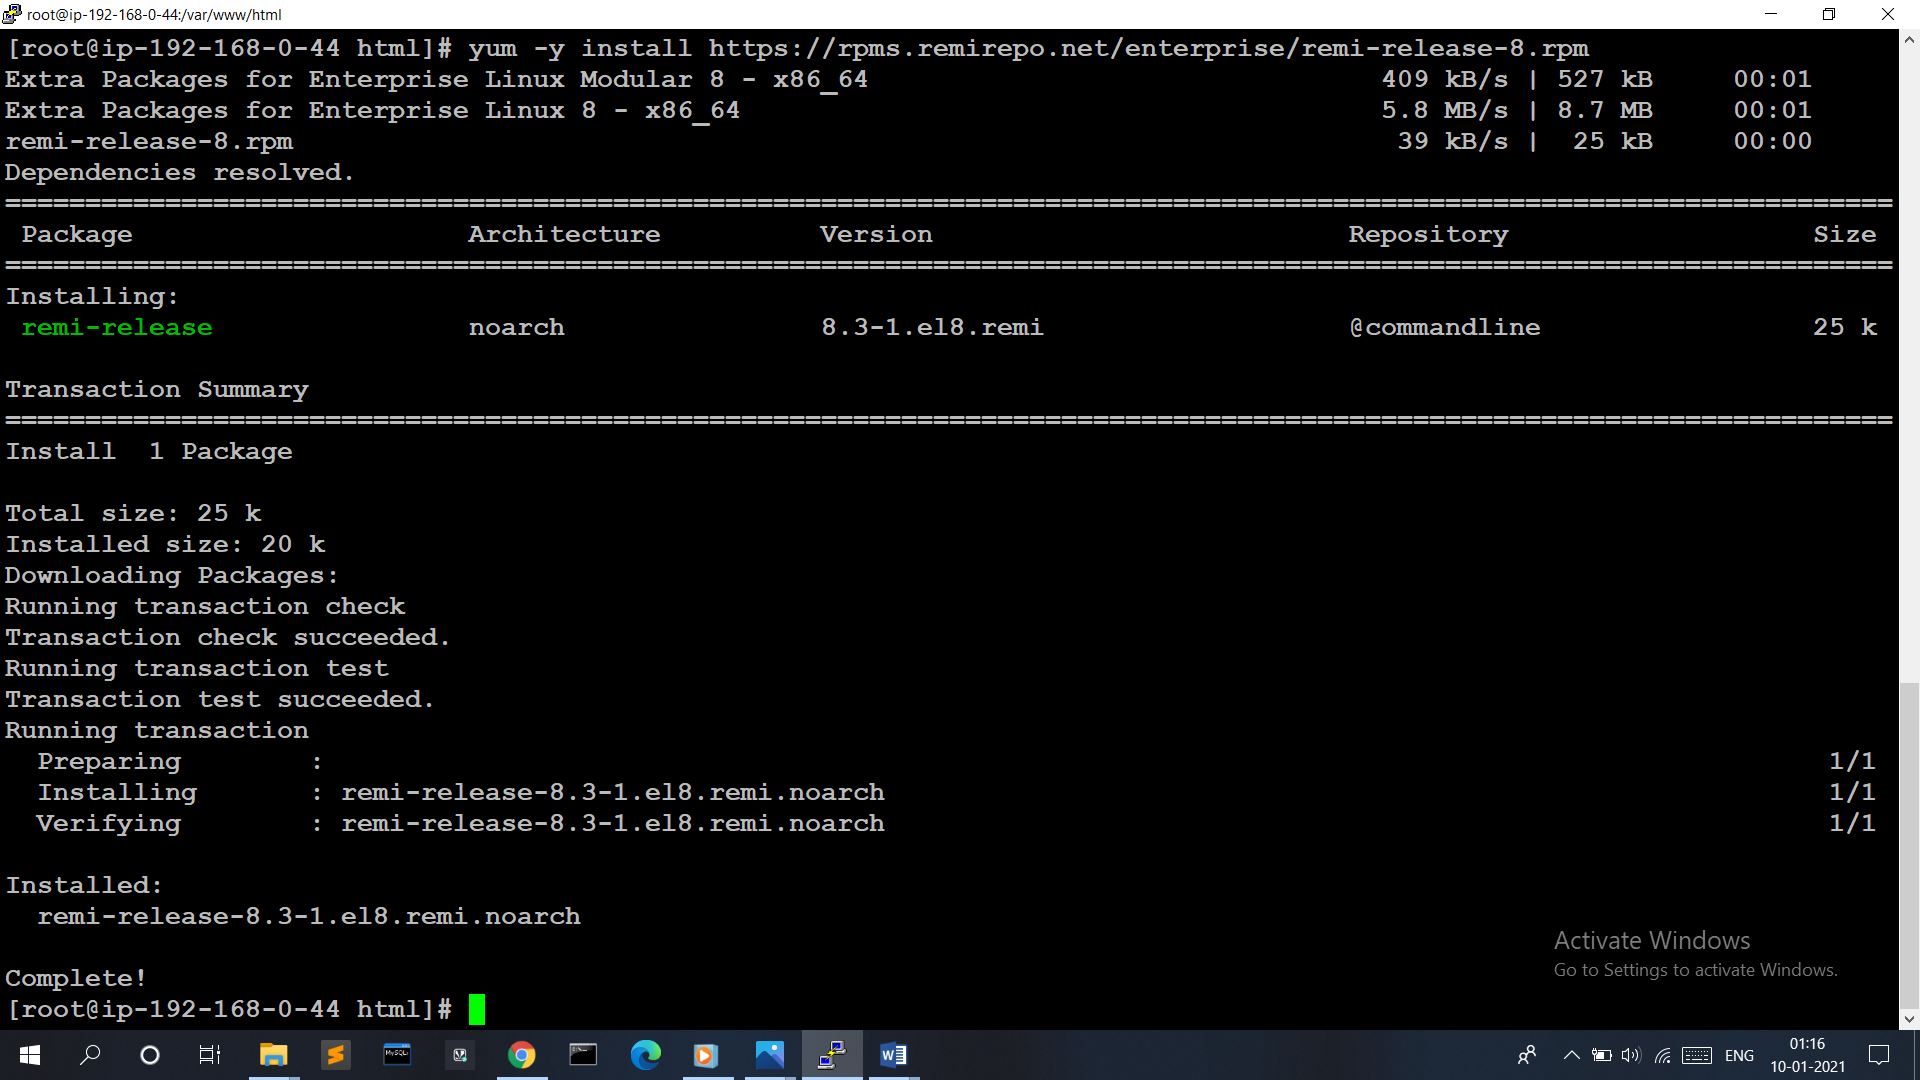 root@ip-192-168-0-44:/var/www/html
[root@ip-192-168-0-44 html]# yum -y install https://rpms.remirepo.net/enterprise/remi-release-8.rpm
Extra Packages for Enterprise Linux Modular 8 - x86_64 409 kB/s | 527 kB 00:01
Extra Packages for Enterprise Linux 8 - x86_64 5.8 MB/s | 8.7 MB 00:01
remi-release-8.rpm 39 kB/s | 25 kB 00:00
Dependencies resolved.
================================================================================
Package Architecture Version Repository Size
================================================================================
Installing:
remi-release noarch 8.3-1.el8.remi @commandline 25 k
Transaction Summary
================================================================================
Install 1 Package
Total size: 25 k
Installed size: 20 k
Downloading Packages:
Running transaction check
Transaction check succeeded.
Running transaction test
Transaction test succeeded.
Running transaction
Preparing : 1/1
Installing : remi-release-8.3-1.el8.remi.noarch 1/1
Verifying : remi-release-8.3-1.el8.remi.noarch 1/1
Installed:
remi-release-8.3-1.el8.remi.noarch
Complete!
[root@ip-192-168-0-44 html]#
Activate Windows
Go to Settings to activate Windows.
MySQL
ENG
01:16
10-01-2021